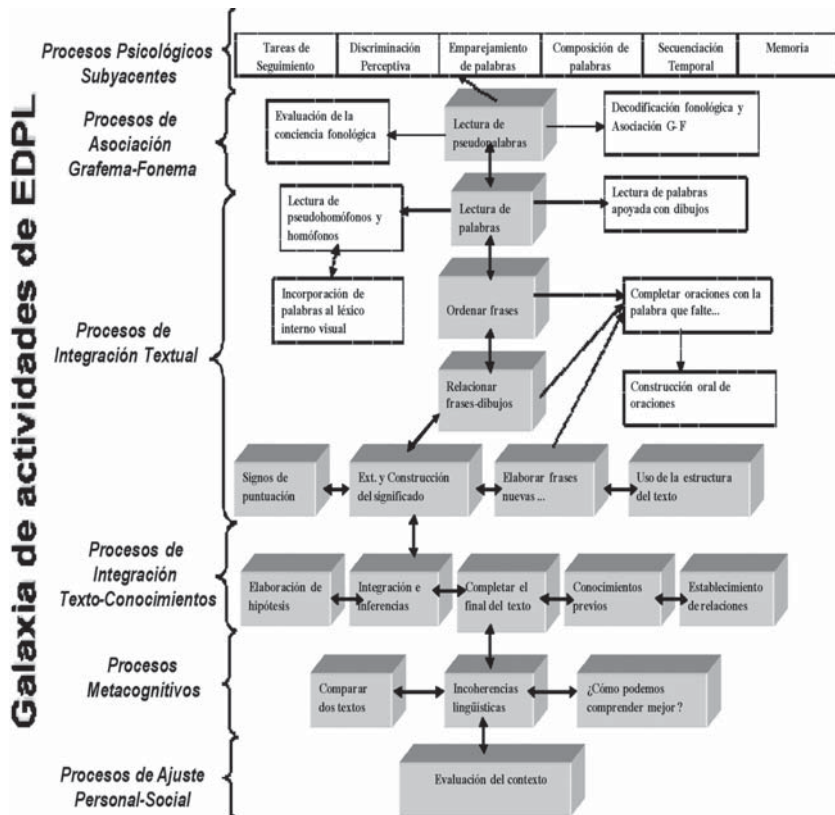 Galaxia de actividades de EDPL
Procesos Psicológicos
Subyacentes
Tareas de
Seguimiento
Discriminación
Perceptiva
Emparejamiento
de palabras
Composición de
palabras
Secuenciación
Temporal
Memoria
Procesos de
Asociación
Grafema-Fonema
Evaluación de la
conciencia fonológica
Lectura de
pseudopalabras
Decodificación fonológica y
Asociación G- F
Procesos de
Integración Textual
Lectura de
pseudohomófonos y
homófonos
Lectura de
palabras
Lectura de palabras
apoyada con dibujos
Incorporación de
palabras al léxico
interno visual
Ordenar frases
Completar oraciones con la
palabra que falte...
Relacionar
frases-dibujos
Construcción oral de
oraciones
Signos de
puntuación
Ext. y Construcción
del significado
Elaborar frases
nuevas ...
Uso de la estructura
del texto
Procesos de
Integración
Texto-Conocimientos
Elaboración de
hipótesis
Integración e
inferencias
Completar el
final del texto
Conocimientos
previos
Establecimiento
de relaciones
Procesos
Metacognitivos
Comparar
dos textos
Incoherencias
lingüísticas
¿Cómo podemos
comprender mejor ?
Procesos de Ajuste
Personal-Social
Evaluación del contexto